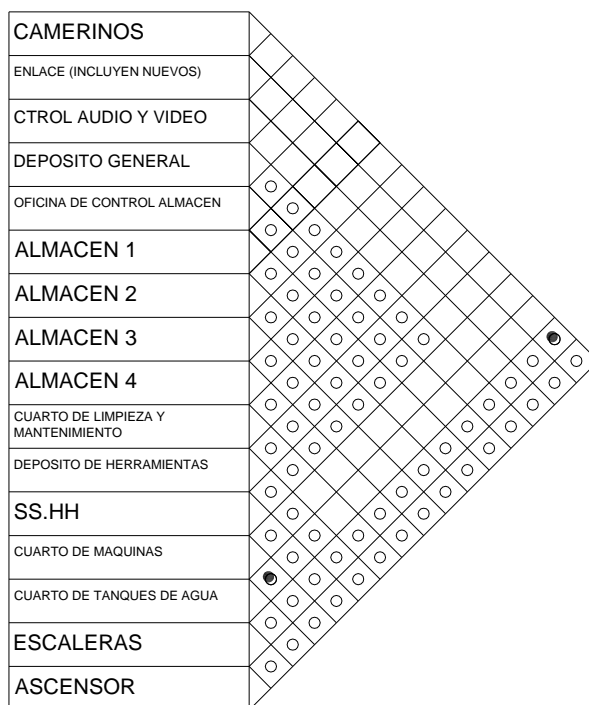 CAMERINOS
ENLACE (INCLUYEN NUEVOS)
CTROL AUDIO Y VIDEO
DEPOSITO GENERAL
OFICINA DE CONTROL ALMACEN
ALMACEN 1
ALMACEN 2
ALMACEN 3
ALMACEN 4
CUARTO DE LIMPIEZA Y
MANTENIMIENTO
DEPOSITO DE HERRAMIENTAS
SS.HH
CUARTO DE MAQUINAS
CUARTO DE TANQUES DE AGUA
ESCALERAS
ASCENSOR